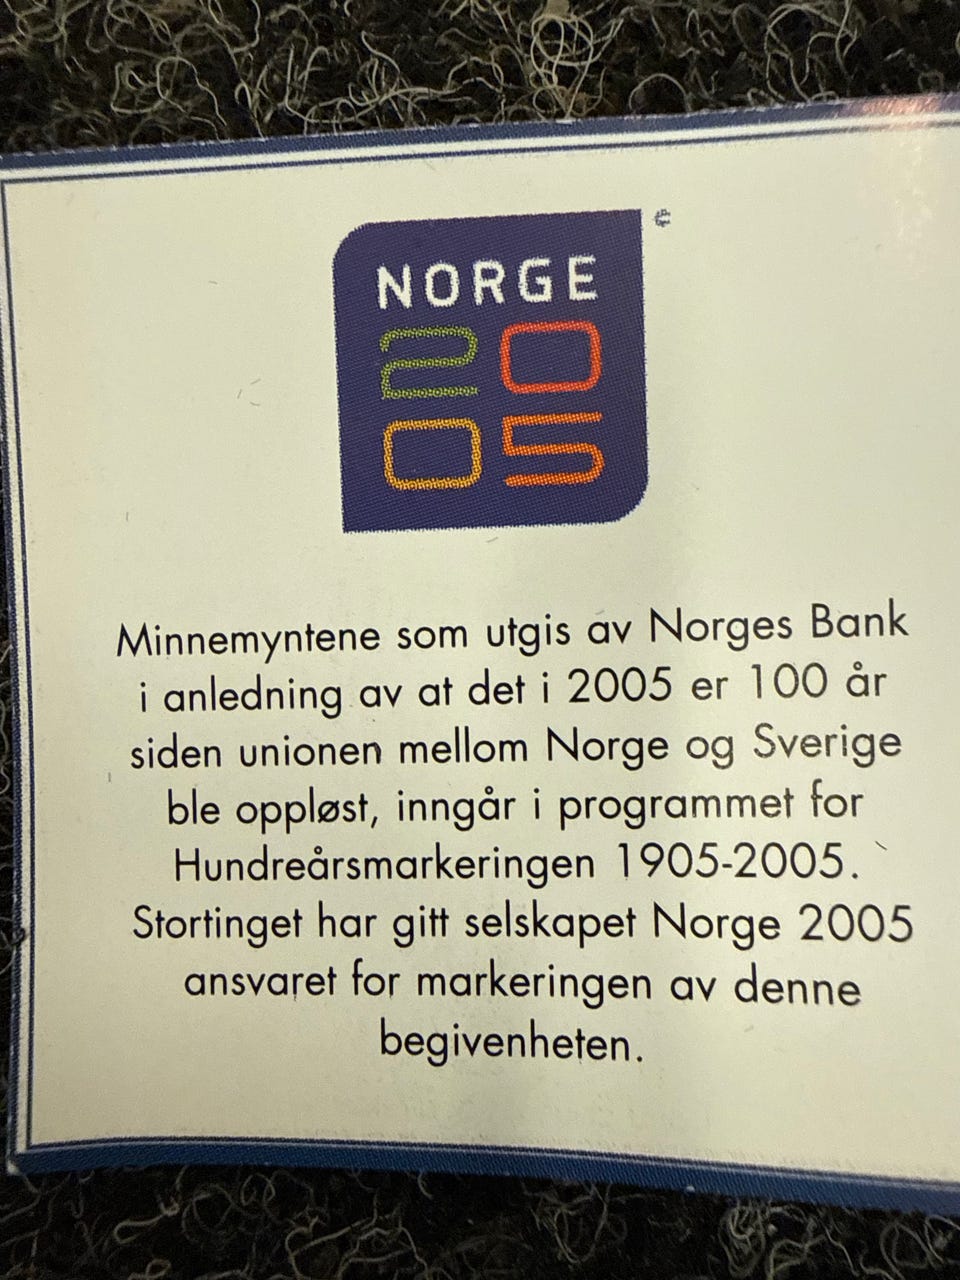 NORGE
20
05
Minnemyntene som utgis av Norges Bank
i anledning av at det i 2005 er 100 år
siden unionen mellom Norge og Sverige
ble oppløst, inngår i programmet for
Hundreårsmarkeringen 1905-2005.
Stortinget har gitt selskapet Norge 2005
ansvaret for markeringen av denne
begivenheten.